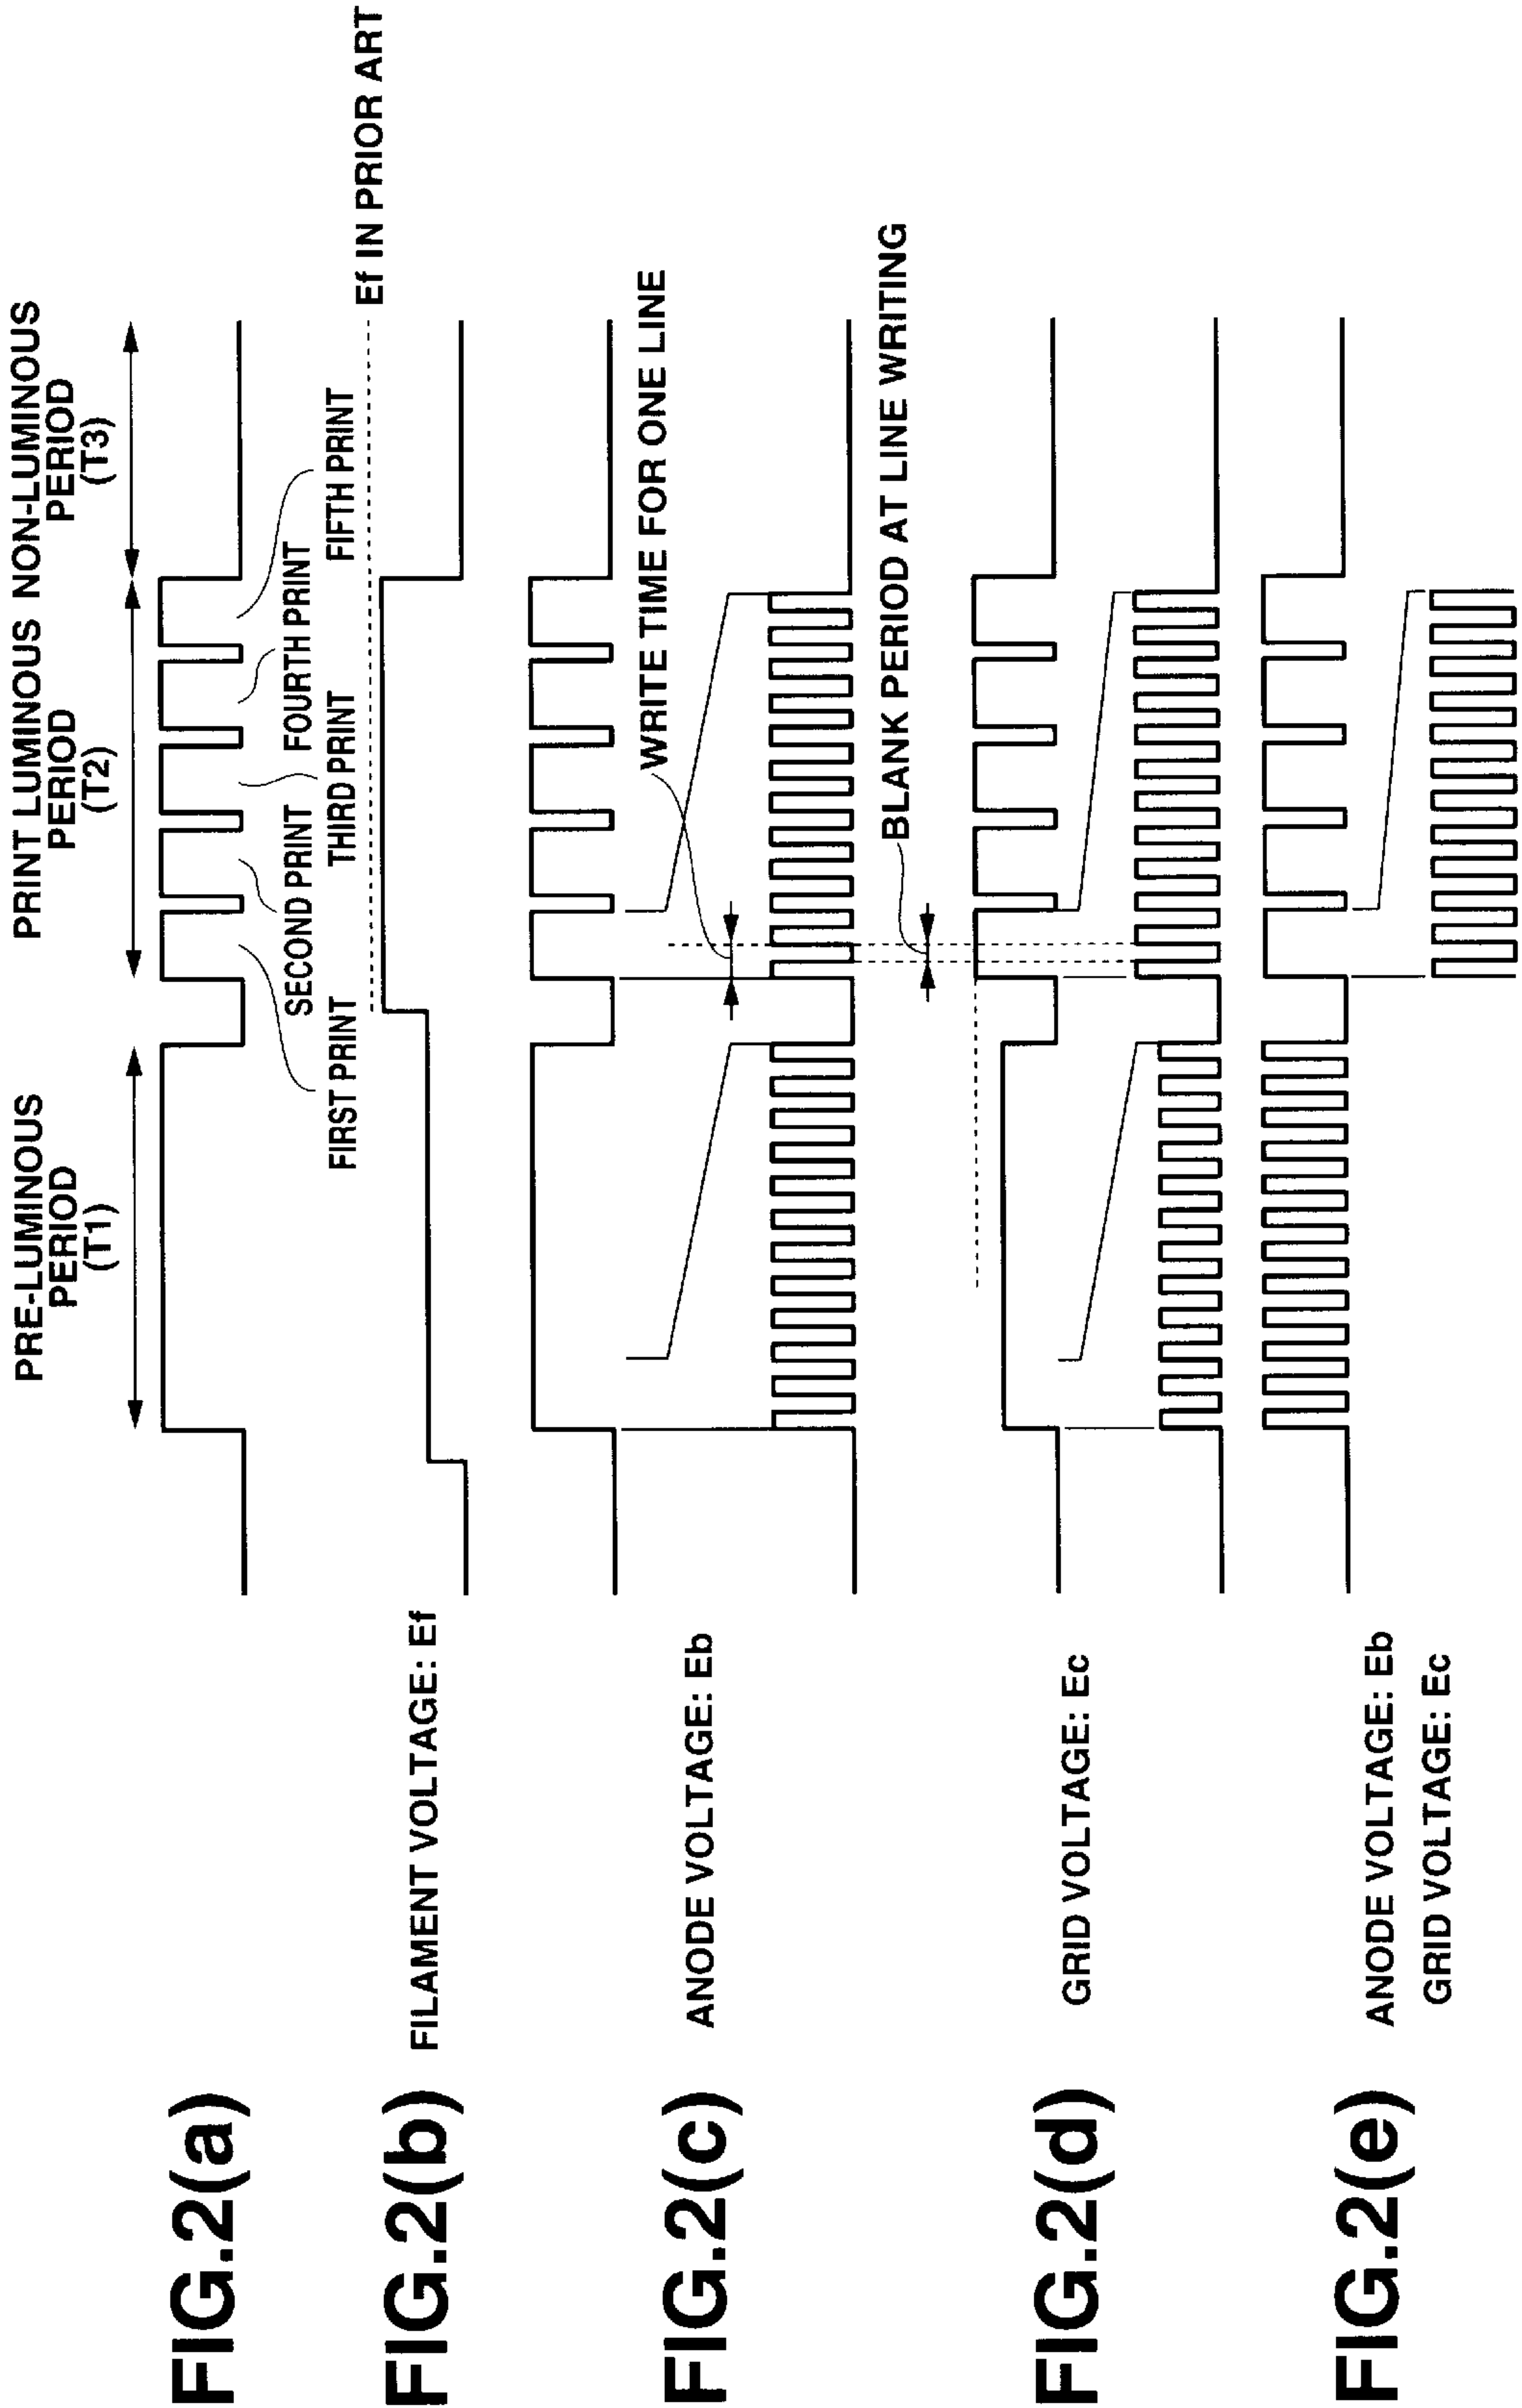 PRE-LUMINOUS
PERIOD
(T1)
PRINT LUMINOUS
PERIOD
(T2)
NON-LUMINOUS
PERIOD
(T3)
FIG.2(a)
FIRST PRINT
SECOND PRINT
THIRD PRINT
FOURTH PRINT
FIFTH PRINT
Ef IN PRIOR ART
FIG.2(b)
FILAMENT VOLTAGE: Ef
FIG.2(c)
ANODE VOLTAGE: Eb
WRITE TIME FOR ONE LINE
BLANK PERIOD AT LINE WRITING
FIG.2(d)
GRID VOLTAGE: Ec
FIG.2(e)
ANODE VOLTAGE: Eb
GRID VOLTAGE: Ec